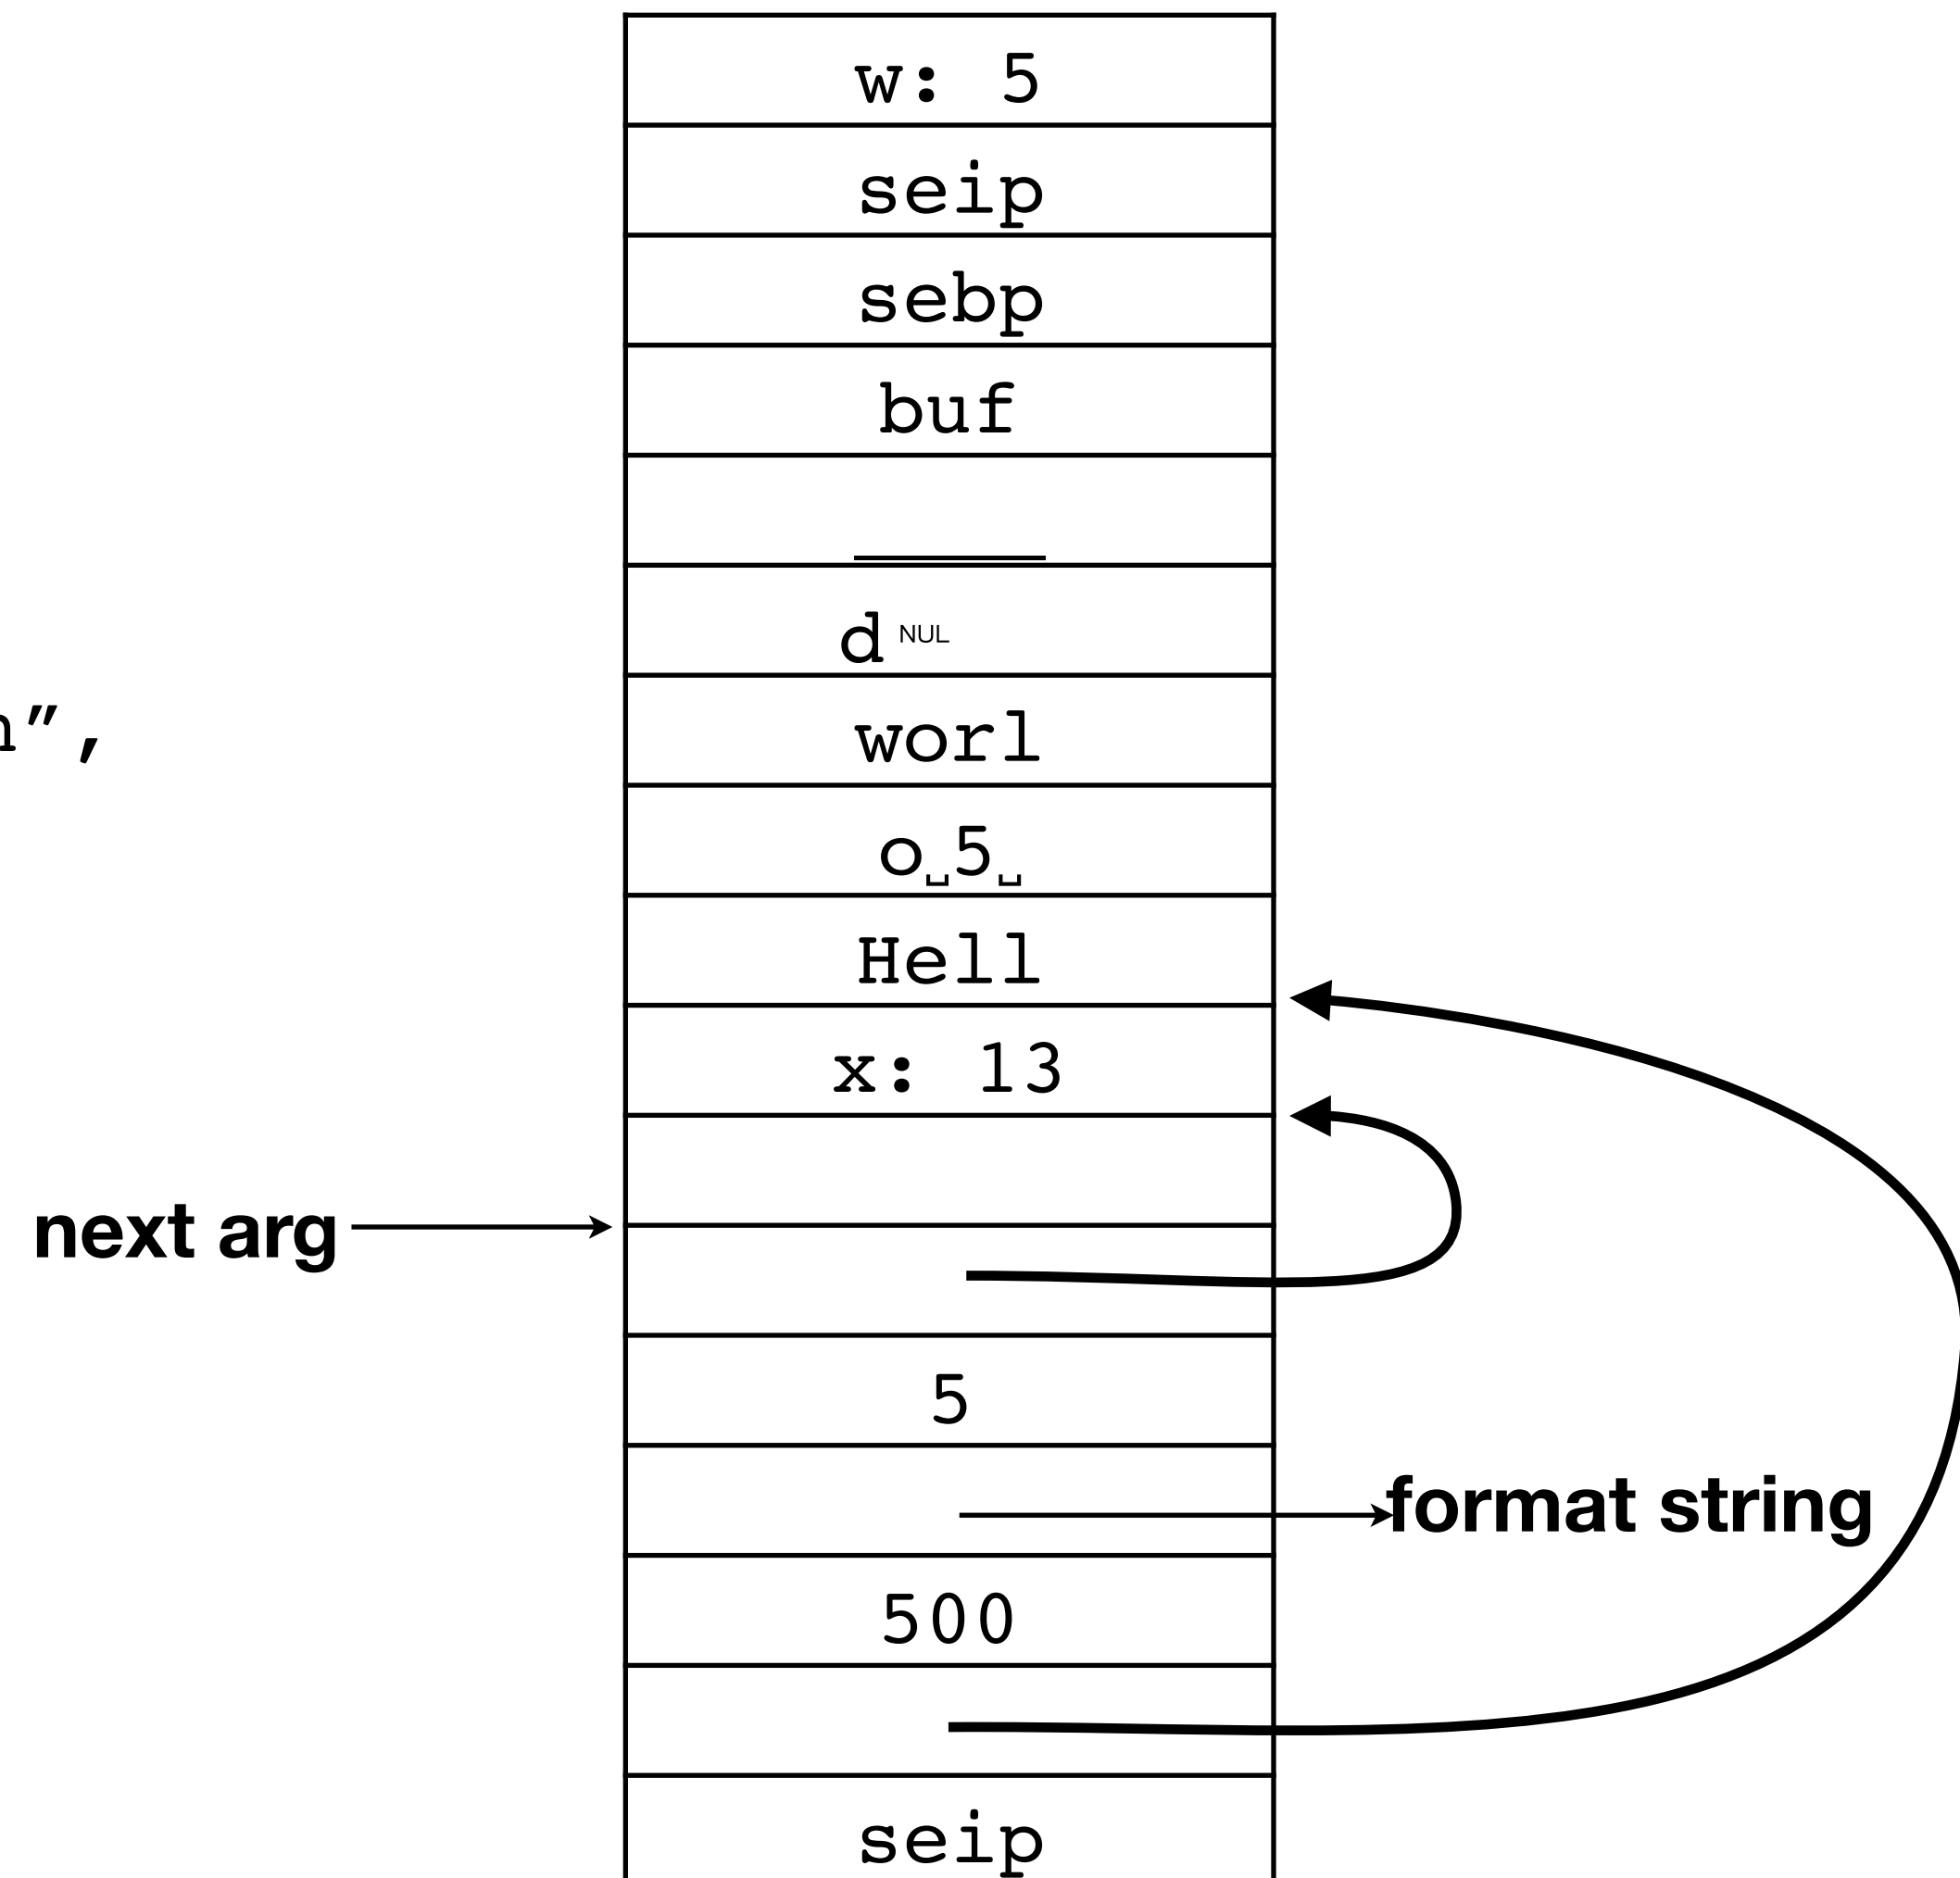 w: 5
seip
sebp
buf
d NUL
n”,
worl
o␣5␣
Hell
x: 13
next arg
5
format string
500
seip